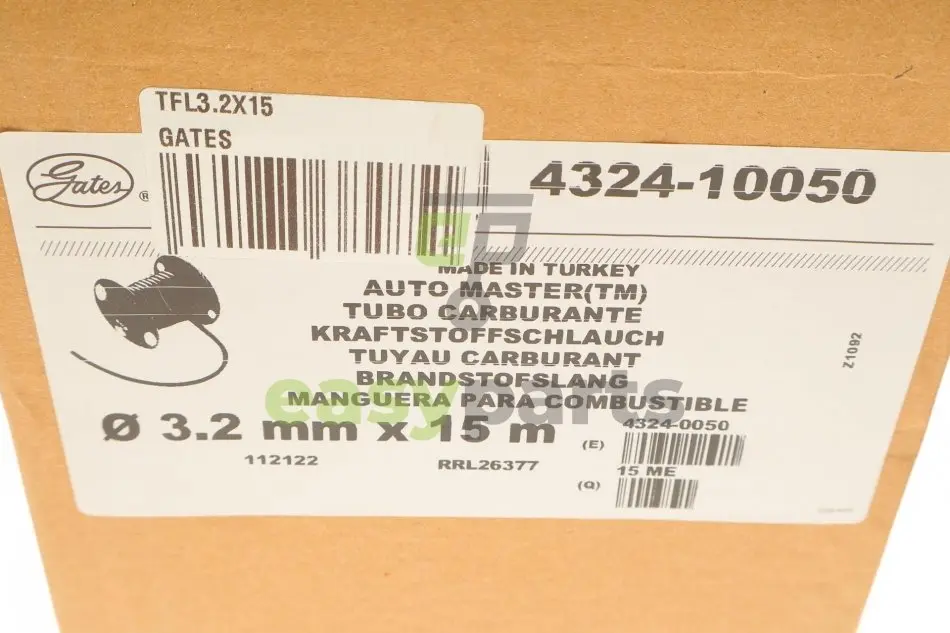 TFL3.2X15
GATES
Gates ®
4324-10050
MADE IN TURKEY
AUTO MASTER(TM)
TUBO CARBURANTE
KRAFTSTOFFSCHLAUCH
TUYAU CARBURANT
BRANDSTOFSLANG
MANGUERA PARA COMBUSTIBLE
easyparts
Ø 3.2 mm x 15 m
(E)
4324-0050
15 ME
(Q)
112122
RRL26377
Z1092